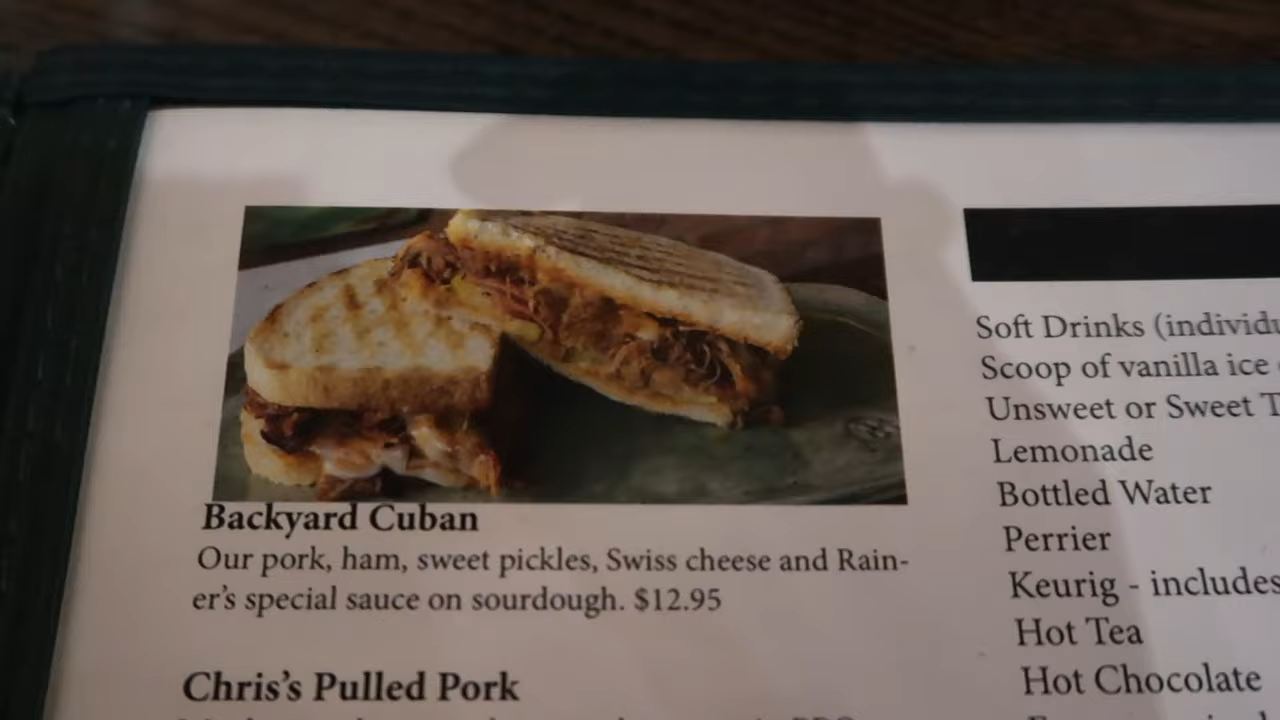 Backyard Cuban
Our pork, ham, sweet pickles, Swiss cheese and Rain-
er's special sauce on sourdough. $12.95
Chris's Pulled Pork
Soft Drinks (individu
Scoop of vanilla ice
Unsweet or Sweet T
Lemonade
Bottled Water
Perrier
Keurig - includes
Hot Tea
Hot Chocolate